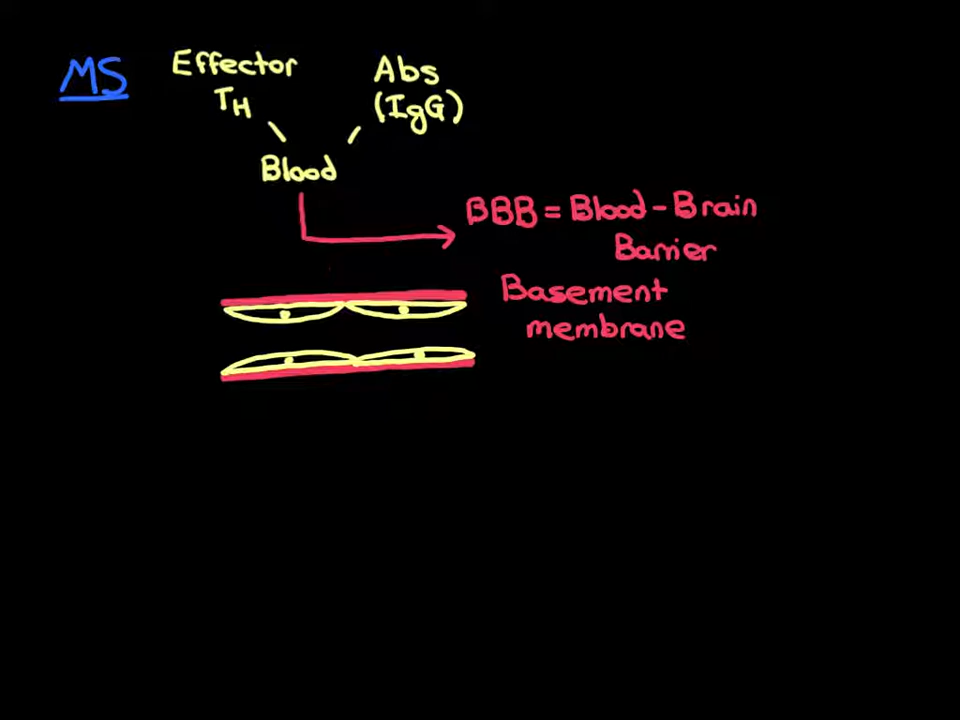 MS
Effector
TH
Abs
(IgG)
Blood
BBB = Blood-Brain
Barrier
Basement
membrane